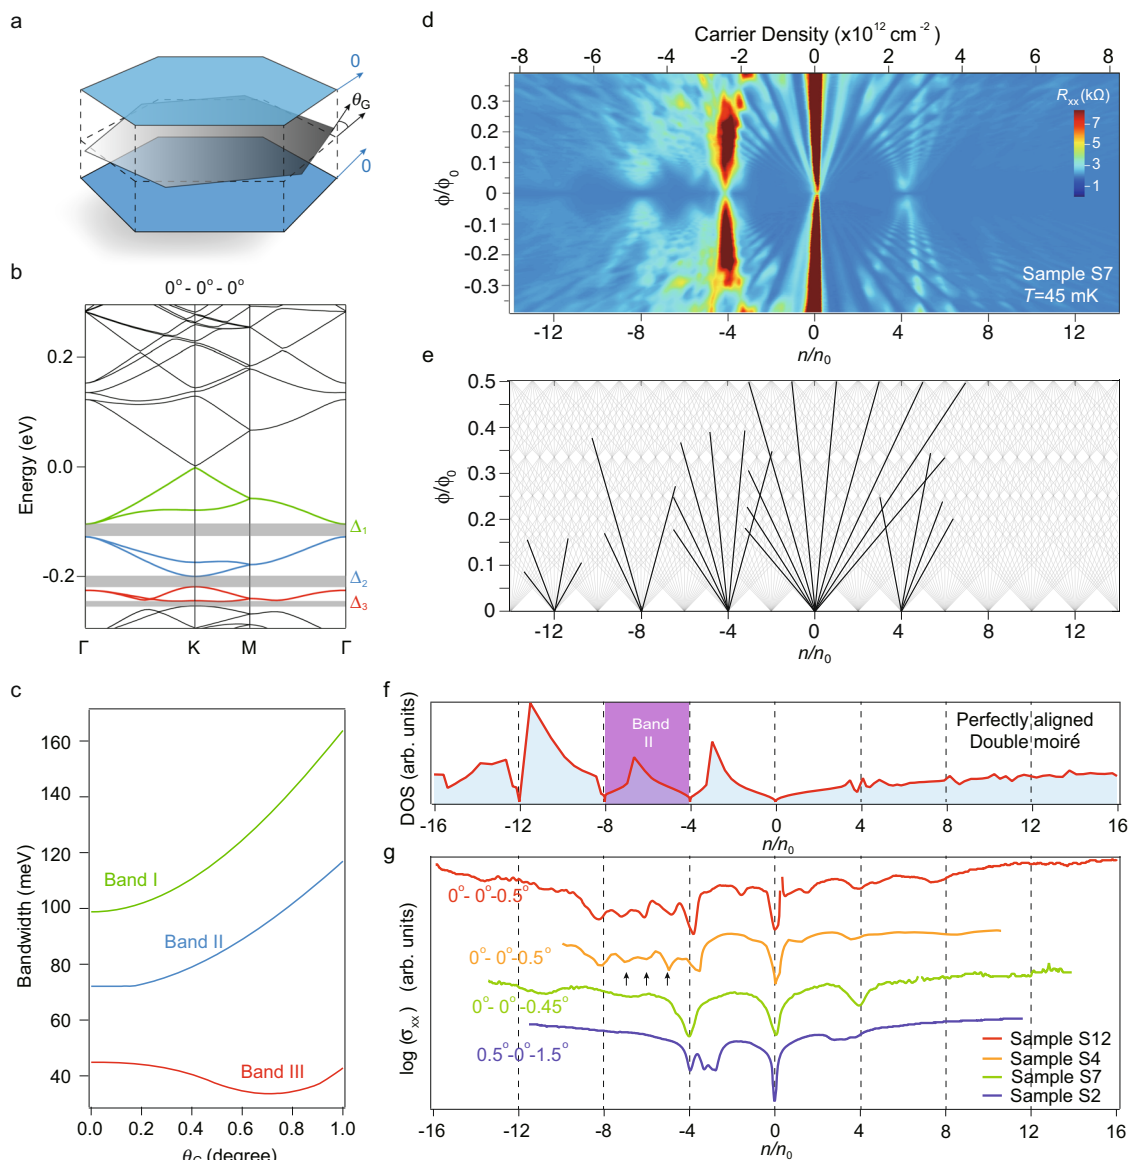 a
0
θG
0
b
0°- 0°- 0°
Energy (eV)
0.2
0.0
-0.2
Δ1
Δ2
Δ3
Γ
K
M
Γ
c
Bandwidth (meV)
160
140
120
100
80
60
40
Band I
Band II
Band III
0.0 0.2 0.4 0.6 0.8 1.0
θG (degree)
d
Carrier Density (x10^12 cm^-2)
-8 -6 -4 -2 0 2 4 6 8
ϕ/ϕ0
0.3
0.2
0.1
0
-0.1
-0.2
-0.3
Rxx(kΩ)
7
5
3
1
Sample S7
T=45 mK
-12 -8 -4 0 4 8 12
n/n0
e
ϕ/ϕ0
0.5
0.4
0.3
0.2
0.1
0
-12 -8 -4 0 4 8 12
n/n0
f
DOS (arb. units)
Band
II
Perfectly aligned
Double moiré
-16 -12 -8 -4 0 4 8 12 16
n/n0
g
log (σxx) (arb. units)
0°- 0°-0.5°
0°- 0°-0.5°
0°- 0°-0.45°
0.5°-0°-1.5°
Sample S12
Sample S4
Sample S7
Sample S2
-16 -12 -8 -4 0 4 8 12 16
n/n0